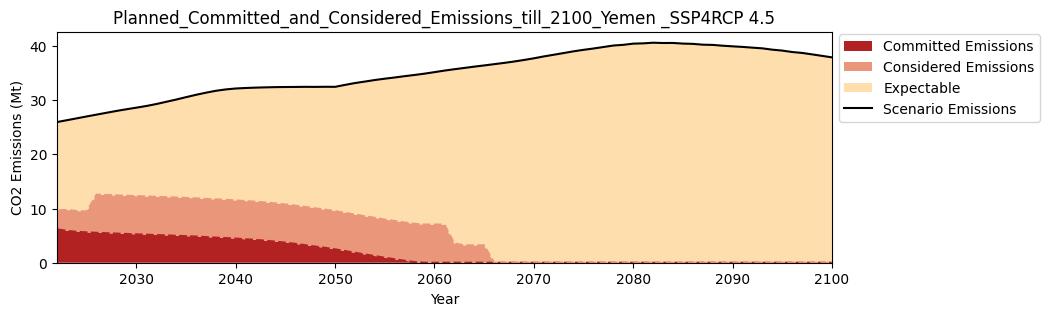 Planned_Committed_and_Considered_Emissions_till_2100_Yemen _SSP4RCP 4.5
CO2 Emissions (Mt)
40
30
20
10
0
2030 2040 2050 2060 2070 2080 2090 2100
Year
Committed Emissions
Considered Emissions
Expectable
Scenario Emissions